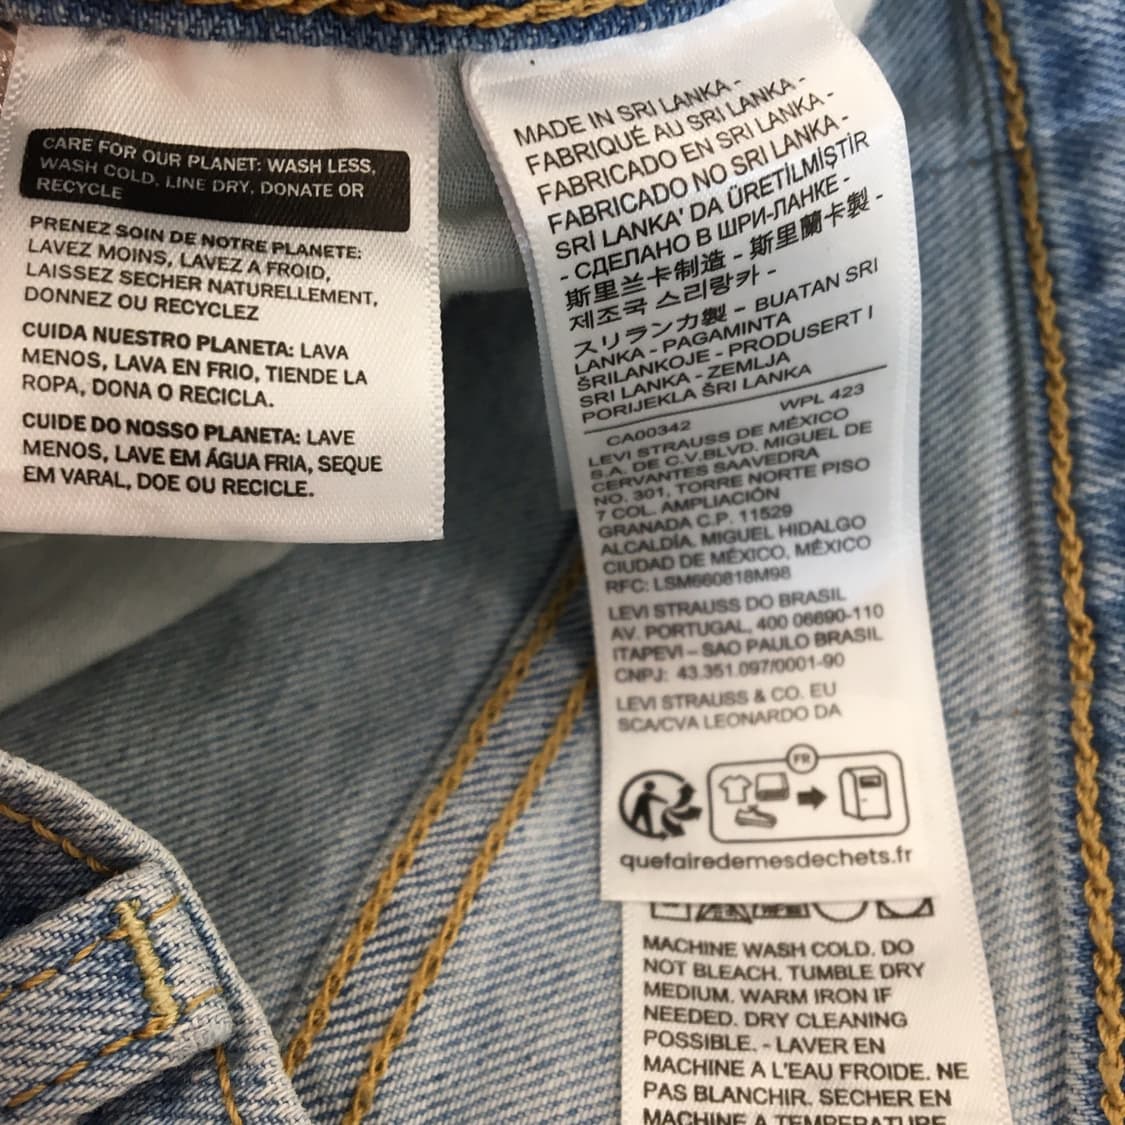 CARE FOR OUR PLANET: WASH LESS,
WASH COLD, LINE DRY, DONATE OR
RECYCLE
PRENEZ SOIN DE NOTRE PLANETE:
LAVEZ MOINS, LAVEZ A FROID,
LAISSEZ SECHER NATURELLEMENT,
DONNEZ OU RECYCLEZ
CUIDA NUESTRO PLANETA: LAVA
MENOS, LAVA EN FRIO, TIENDE LA
ROPA, DONA O RECICLA.
CUIDE DO NOSSO PLANETA: LAVE
MENOS, LAVE EM ÁGUA FRIA, SEQUE
EM VARAL, DOE OU RECICLE.
MADE IN SRI LANKA -
FABRIQUÉ AU SRI LANKA -
FABRICADO EN SRI LANKA -
FABRICADO NO SRI LANKA -
SRİ LANKA' DA ÜRETİLMİŞTİR
- СДЕЛАНО В ШРИ-ЛАНКЕ -
斯里兰卡制造 - 斯里蘭卡製 -
제조국 스리랑카 -
スリランカ製 - BUATAN SRI
LANKA - PAGAMINTA
ŠRILANKOJE - PRODUSERT I
SRI LANKA - ZEMLJA
PORIJEKLA ŠRI LANKA
CA00342 WPL 423
LEVI STRAUSS DE MÉXICO
S.A. DE C.V.BLVD. MIGUEL DE
CERVANTES SAAVEDRA
NO. 301, TORRE NORTE PISO
7 COL. AMPLIACIÓN
GRANADA C.P. 11529
ALCALDÍA. MIGUEL HIDALGO
CIUDAD DE MÉXICO, MÉXICO
RFC: LSM660818M98
LEVI STRAUSS DO BRASIL
AV. PORTUGAL, 400 06690-110
ITAPEVI – SAO PAULO BRASIL
CNPJ: 43.351.097/0001-90
LEVI STRAUSS & CO. EU
SCA/CVA LEONARDO DA
FR
quefairedemesdechets.fr
MACHINE WASH COLD. DO
NOT BLEACH. TUMBLE DRY
MEDIUM. WARM IRON IF
NEEDED. DRY CLEANING
POSSIBLE. - LAVER EN
MACHINE A L'EAU FROIDE. NE
PAS BLANCHIR. SECHER EN
MACHINE A TEMPERATURE